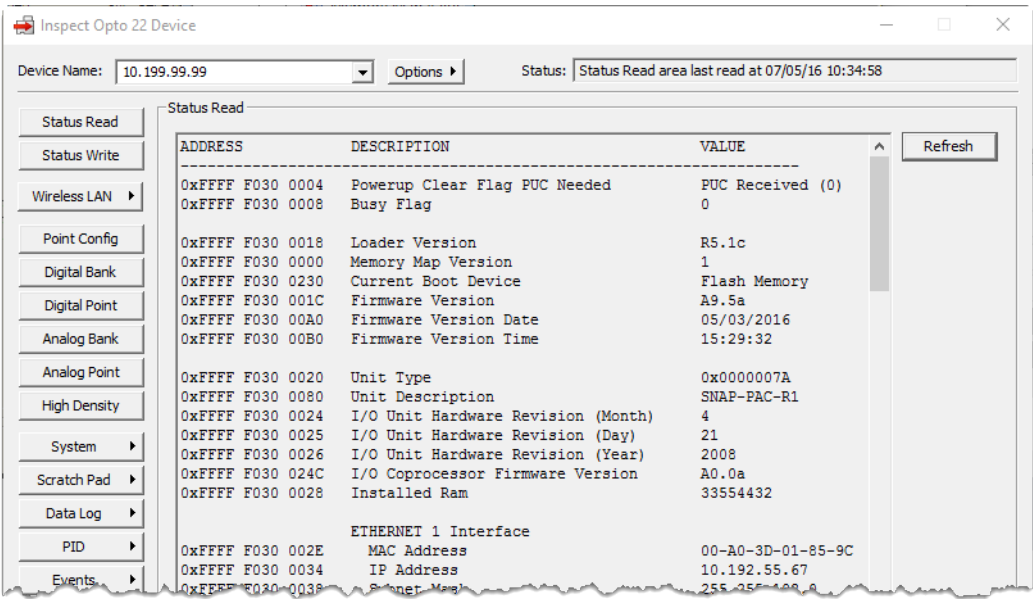 Inspect Opto 22 Device
Device Name: 10.199.99.99 Options Status: Status Read area last read at 07/05/16 10:34:58
Status Read
Status Write
Wireless LAN
Point Config
Digital Bank
Digital Point
Analog Bank
Analog Point
High Density
System
Scratch Pad
Data Log
PID
Events
Status Read
ADDRESS DESCRIPTION VALUE
0xFFFF F030 0004 Powerup Clear Flag PUC Needed PUC Received (0)
0xFFFF F030 0008 Busy Flag 0
0xFFFF F030 0018 Loader Version R5.1c
0xFFFF F030 0000 Memory Map Version 1
0xFFFF F030 0230 Current Boot Device Flash Memory
0xFFFF F030 001C Firmware Version A9.5a
0xFFFF F030 00A0 Firmware Version Date 05/03/2016
0xFFFF F030 00B0 Firmware Version Time 15:29:32
0xFFFF F030 0020 Unit Type 0x0000007A
0xFFFF F030 0080 Unit Description SNAP-PAC-R1
0xFFFF F030 0024 I/O Unit Hardware Revision (Month) 4
0xFFFF F030 0025 I/O Unit Hardware Revision (Day) 21
0xFFFF F030 0026 I/O Unit Hardware Revision (Year) 2008
0xFFFF F030 024C I/O Coprocessor Firmware Version A0.0a
0xFFFF F030 0028 Installed Ram 33554432
ETHERNET 1 Interface
0xFFFF F030 002E MAC Address 00-A0-3D-01-85-9C
0xFFFF F030 0034 IP Address 10.192.55.67
0xFFFF F030 0038 Subnet Mask
Refresh